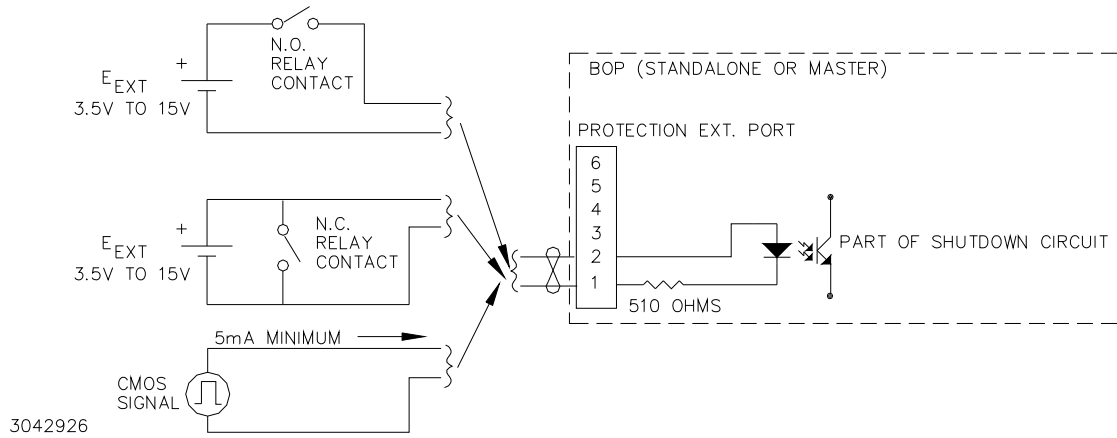 N.O.
RELAY
CONTACT
+
E EXT
3.5V TO 15V
+
E EXT
3.5V TO 15V
N.C.
RELAY
CONTACT
5mA MINIMUM
CMOS
SIGNAL
3042926
BOP (STANDALONE OR MASTER)
PROTECTION EXT. PORT
6
5
4
3
2
1
510 OHMS
PART OF SHUTDOWN CIRCUIT